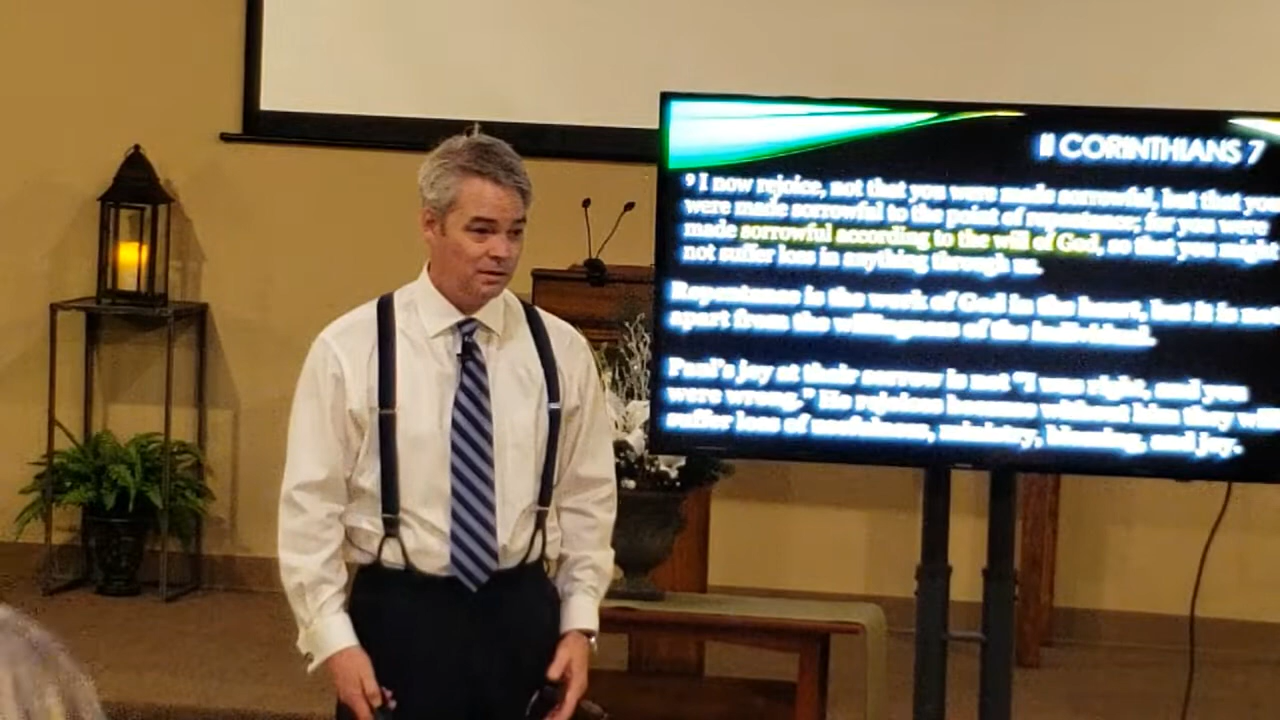 II CORINTHIANS 7
9 I now rejoice, not that you were made sorrowful, but that you
were made sorrowful to the point of repentance; for you were
made sorrowful according to the will of God, so that you might
not suffer loss in anything through us.
Repentance is the work of God in the heart, but it is not
apart from the willingness of the individual.
Paul's joy at their sorrow is not "I was right, and you
were wrong." He rejoices because without him they will
suffer loss of usefulness, ministry, blessing, and joy.